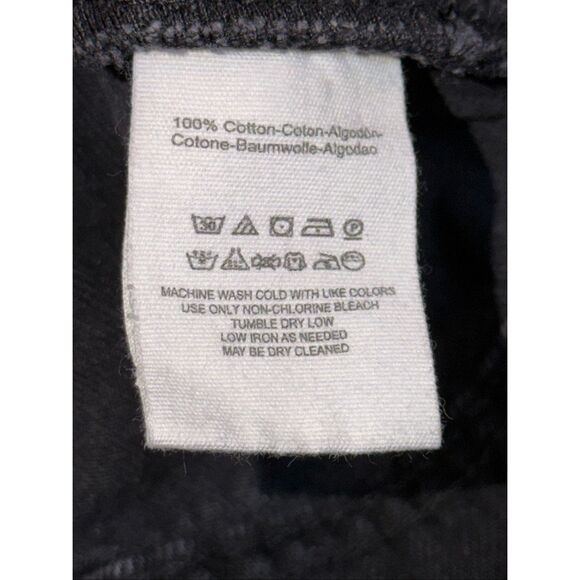 100% Cotton-Coton-Algodón-
Cotone-Baumwolle-Algodao
30 P
MACHINE WASH COLD WITH LIKE COLORS
USE ONLY NON-CHLORINE BLEACH
TUMBLE DRY LOW
LOW IRON AS NEEDED
MAY BE DRY CLEANED